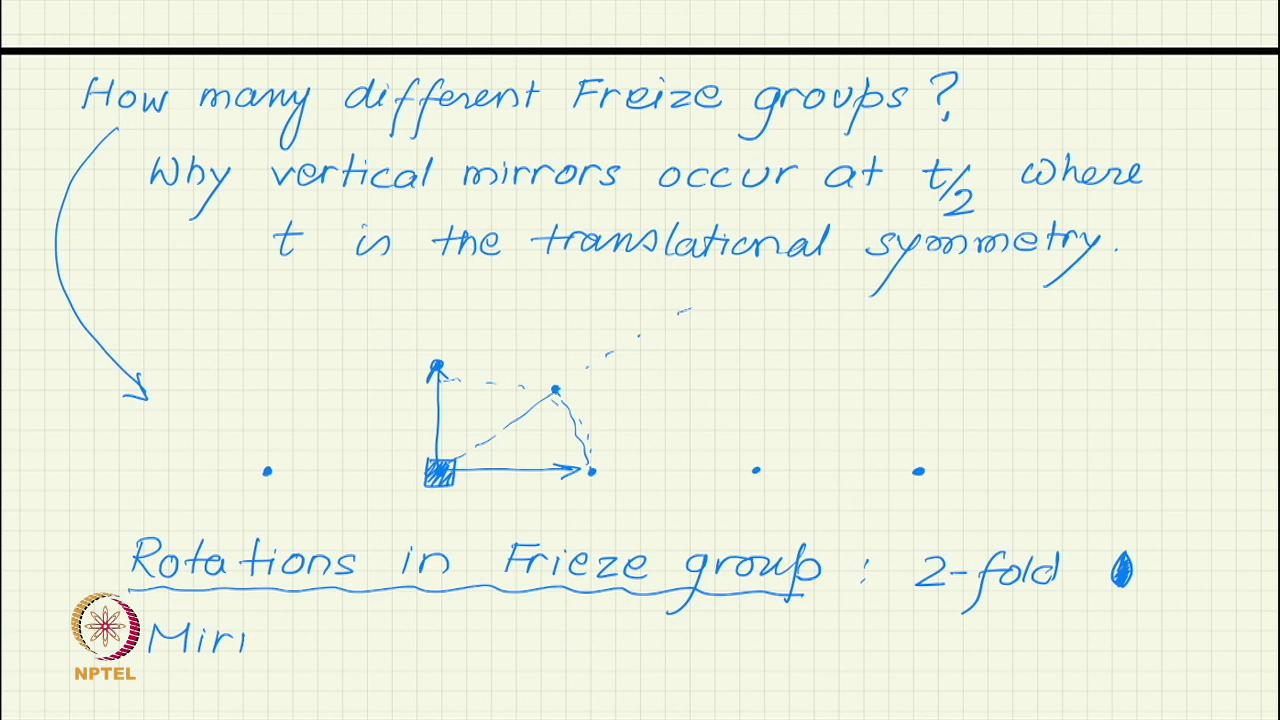 How many different Freize groups?
Why vertical mirrors occur at t/2 where
t is the translational symmetry.
Rotations in Frieze group : 2-fold
Miri
NPTEL